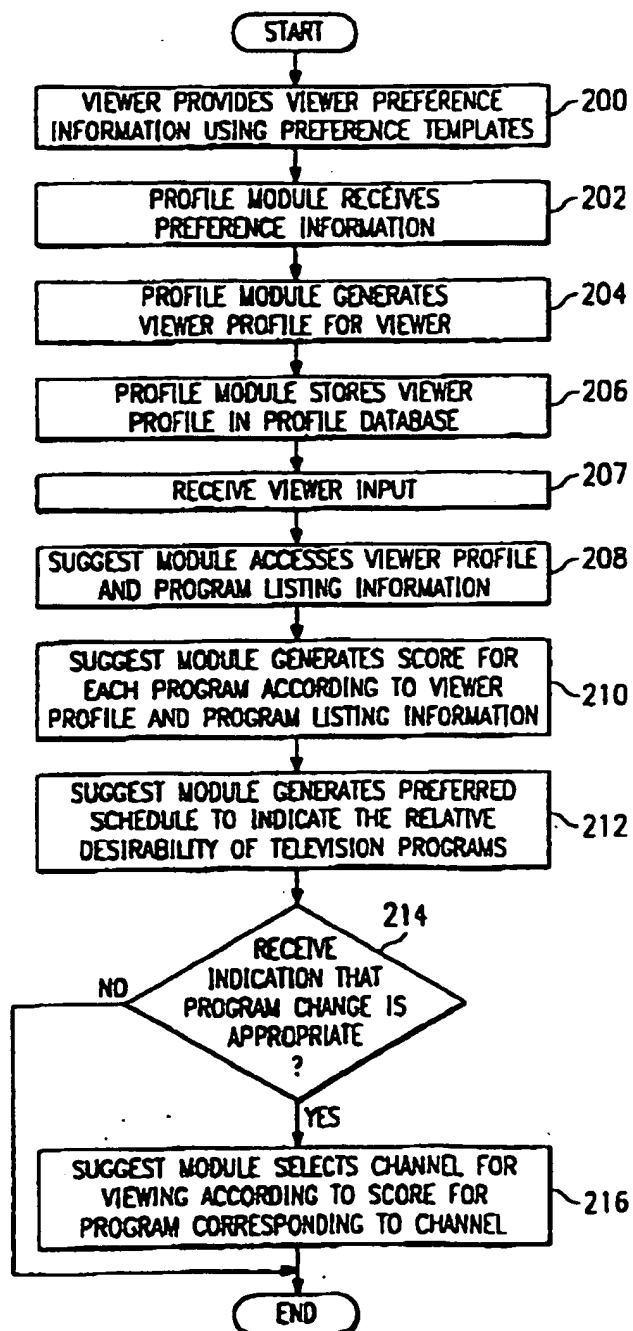 START
VIEWER PROVIDES VIEWER PREFERENCE
INFORMATION USING PREFERENCE TEMPLATES
200
PROFILE MODULE RECEIVES
PREFERENCE INFORMATION
202
PROFILE MODULE GENERATES
VIEWER PROFILE FOR VIEWER
204
PROFILE MODULE STORES VIEWER
PROFILE IN PROFILE DATABASE
206
RECEIVE VIEWER INPUT
207
SUGGEST MODULE ACCESSES VIEWER PROFILE
AND PROGRAM LISTING INFORMATION
208
SUGGEST MODULE GENERATES SCORE FOR
EACH PROGRAM ACCORDING TO VIEWER
PROFILE AND PROGRAM LISTING INFORMATION
210
SUGGEST MODULE GENERATES PREFERRED
SCHEDULE TO INDICATE THE RELATIVE
DESIRABILITY OF TELEVISION PROGRAMS
212
214
RECEIVE
INDICATION THAT
PROGRAM CHANGE IS
APPROPRIATE
?
NO
YES
SUGGEST MODULE SELECTS CHANNEL FOR
VIEWING ACCORDING TO SCORE FOR
PROGRAM CORRESPONDING TO CHANNEL
216
END